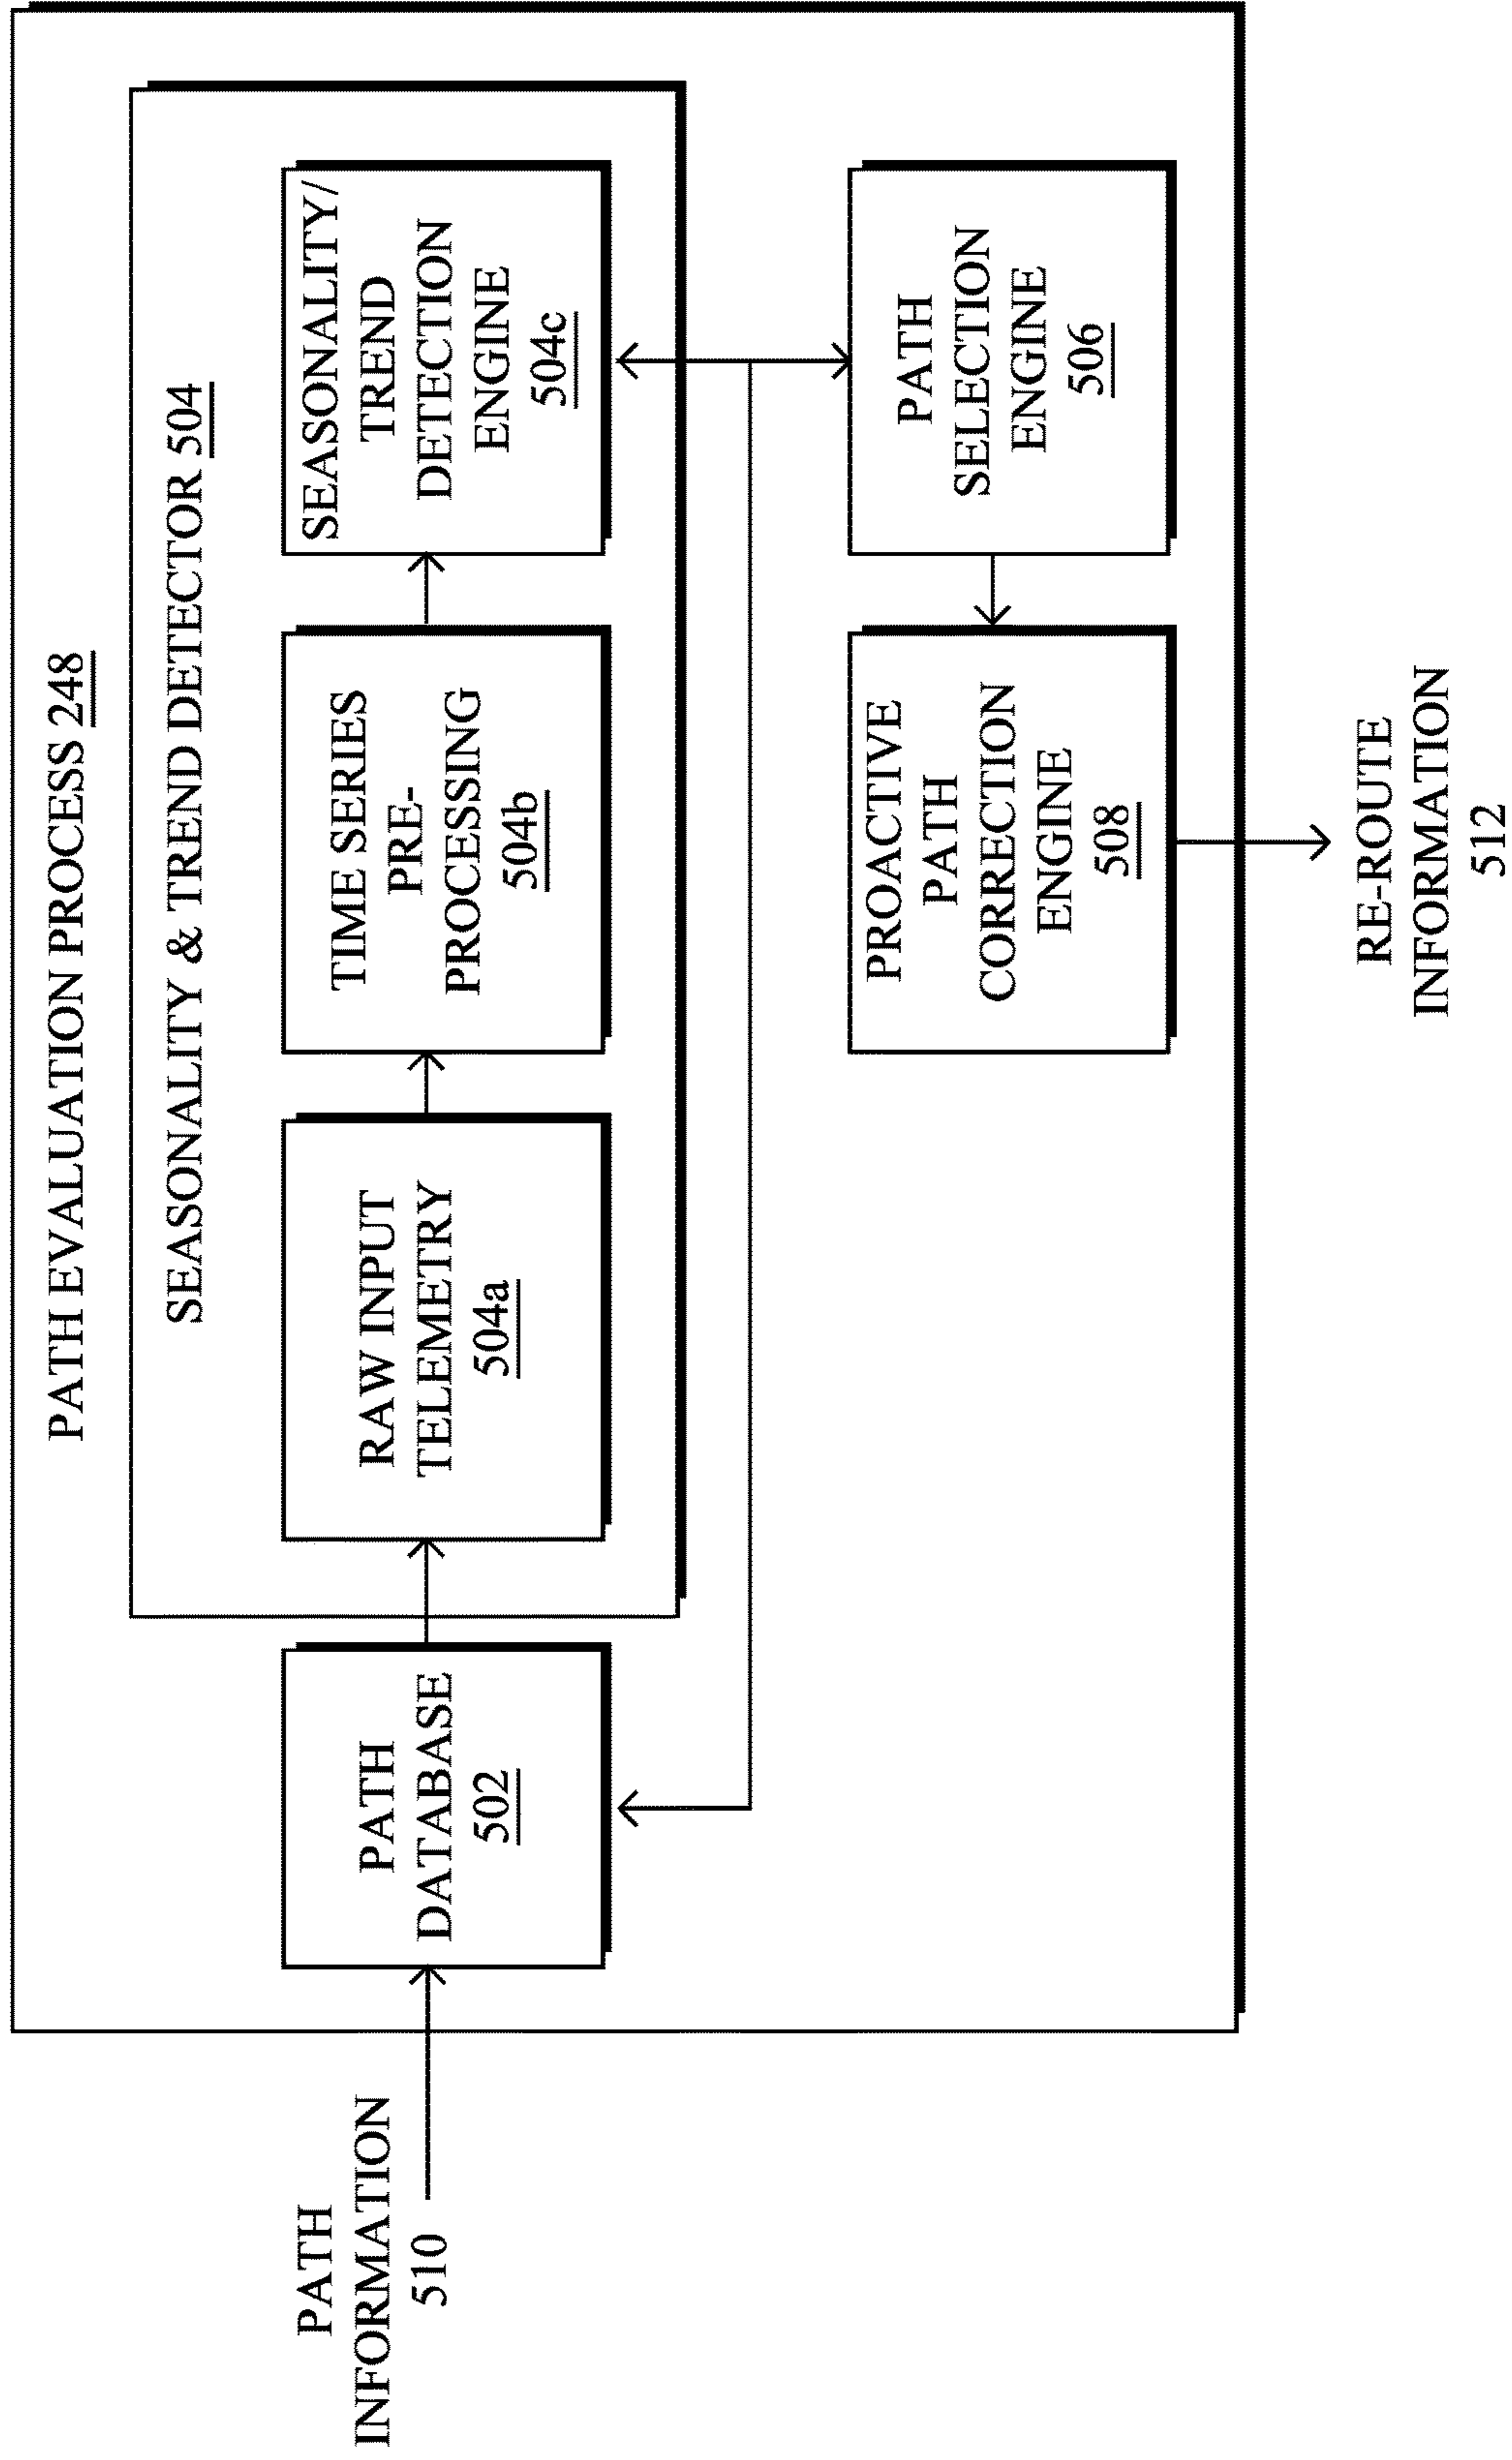 PATH EVALUATION PROCESS 248
SEASONALITY & TREND DETECTOR 504
PATH
INFORMATION
510
PATH
DATABASE
502
RAW INPUT
TELEMETRY
504a
TIME SERIES
PRE-
PROCESSING
504b
SEASONALITY/
TREND
DETECTION
ENGINE
504c
PROACTIVE
PATH
CORRECTION
ENGINE
508
PATH
SELECTION
ENGINE
506
RE-ROUTE
INFORMATION
512